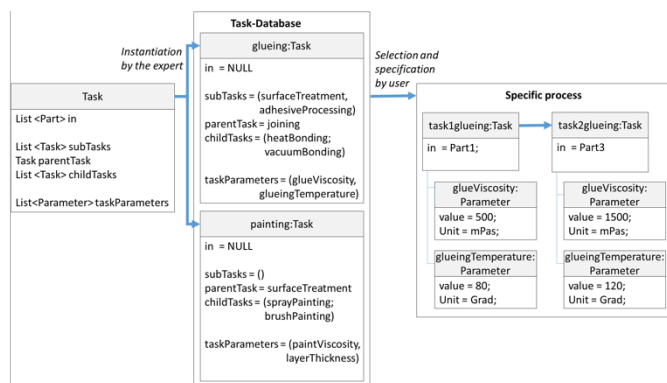 Task-Database
Instantiation
by the expert
glueing:Task
in = NULL
subTasks = (surfaceTreatment,
adhesiveProcessing)
parentTask = joining
childTasks = (heatBonding;
vacuumBonding)
taskParameters = (glueViscosity,
glueingTemperature)
Task
List <Part> in
List <Task> subTasks
Task parentTask
List <Task> childTasks
List<Parameter> taskParameters
painting:Task
in = NULL
subTasks = ()
parentTask = surfaceTreatment
childTasks = (sprayPainting;
brushPainting)
taskParameters = (paintViscosity,
layerThickness)
Selection and
specification
by user
Specific process
task1glueing:Task
in = Part1;
task2glueing:Task
in = Part3
glueViscosity:
Parameter
value = 500;
Unit = mPas;
glueViscosity:
Parameter
value = 1500;
Unit = mPas;
glueingTemperature:
Parameter
value = 80;
Unit = Grad;
glueingTemperature:
Parameter
value = 120;
Unit = Grad;